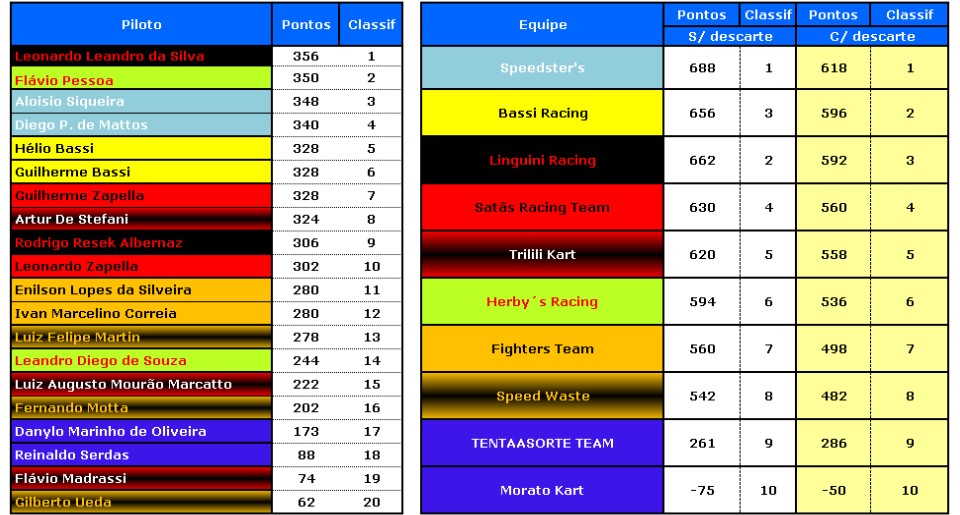 Piloto Pontos Classif
Leonardo Leandro da Silva 356 1
Flávio Pessoa 350 2
Aloisio Siqueira 348 3
Diego P. de Mattos 340 4
Hélio Bassi 328 5
Guilherme Bassi 328 6
Guilherme Zapella 328 7
Artur De Stefani 324 8
Rodrigo Resek Albernaz 306 9
Leonardo Zapella 302 10
Enilson Lopes da Silveira 280 11
Ivan Marcelino Correia 280 12
Luiz Felipe Martin 278 13
Leandro Diego de Souza 244 14
Luiz Augusto Mourão Marcatto 222 15
Fernando Motta 202 16
Danylo Marinho de Oliveira 173 17
Reinaldo Serdas 88 18
Flávio Madrassi 74 19
Gilberto Ueda 62 20
Equipe Pontos Classif Pontos Classif
S/ descarte C/ descarte
Speedster's 688 1 618 1
Bassi Racing 656 3 596 2
Linguini Racing 662 2 592 3
Satãs Racing Team 630 4 560 4
Trilili Kart 620 5 558 5
Herby´s Racing 594 6 536 6
Fighters Team 560 7 498 7
Speed Waste 542 8 482 8
TENTAASORTE TEAM 261 9 286 9
Morato Kart -75 10 -50 10